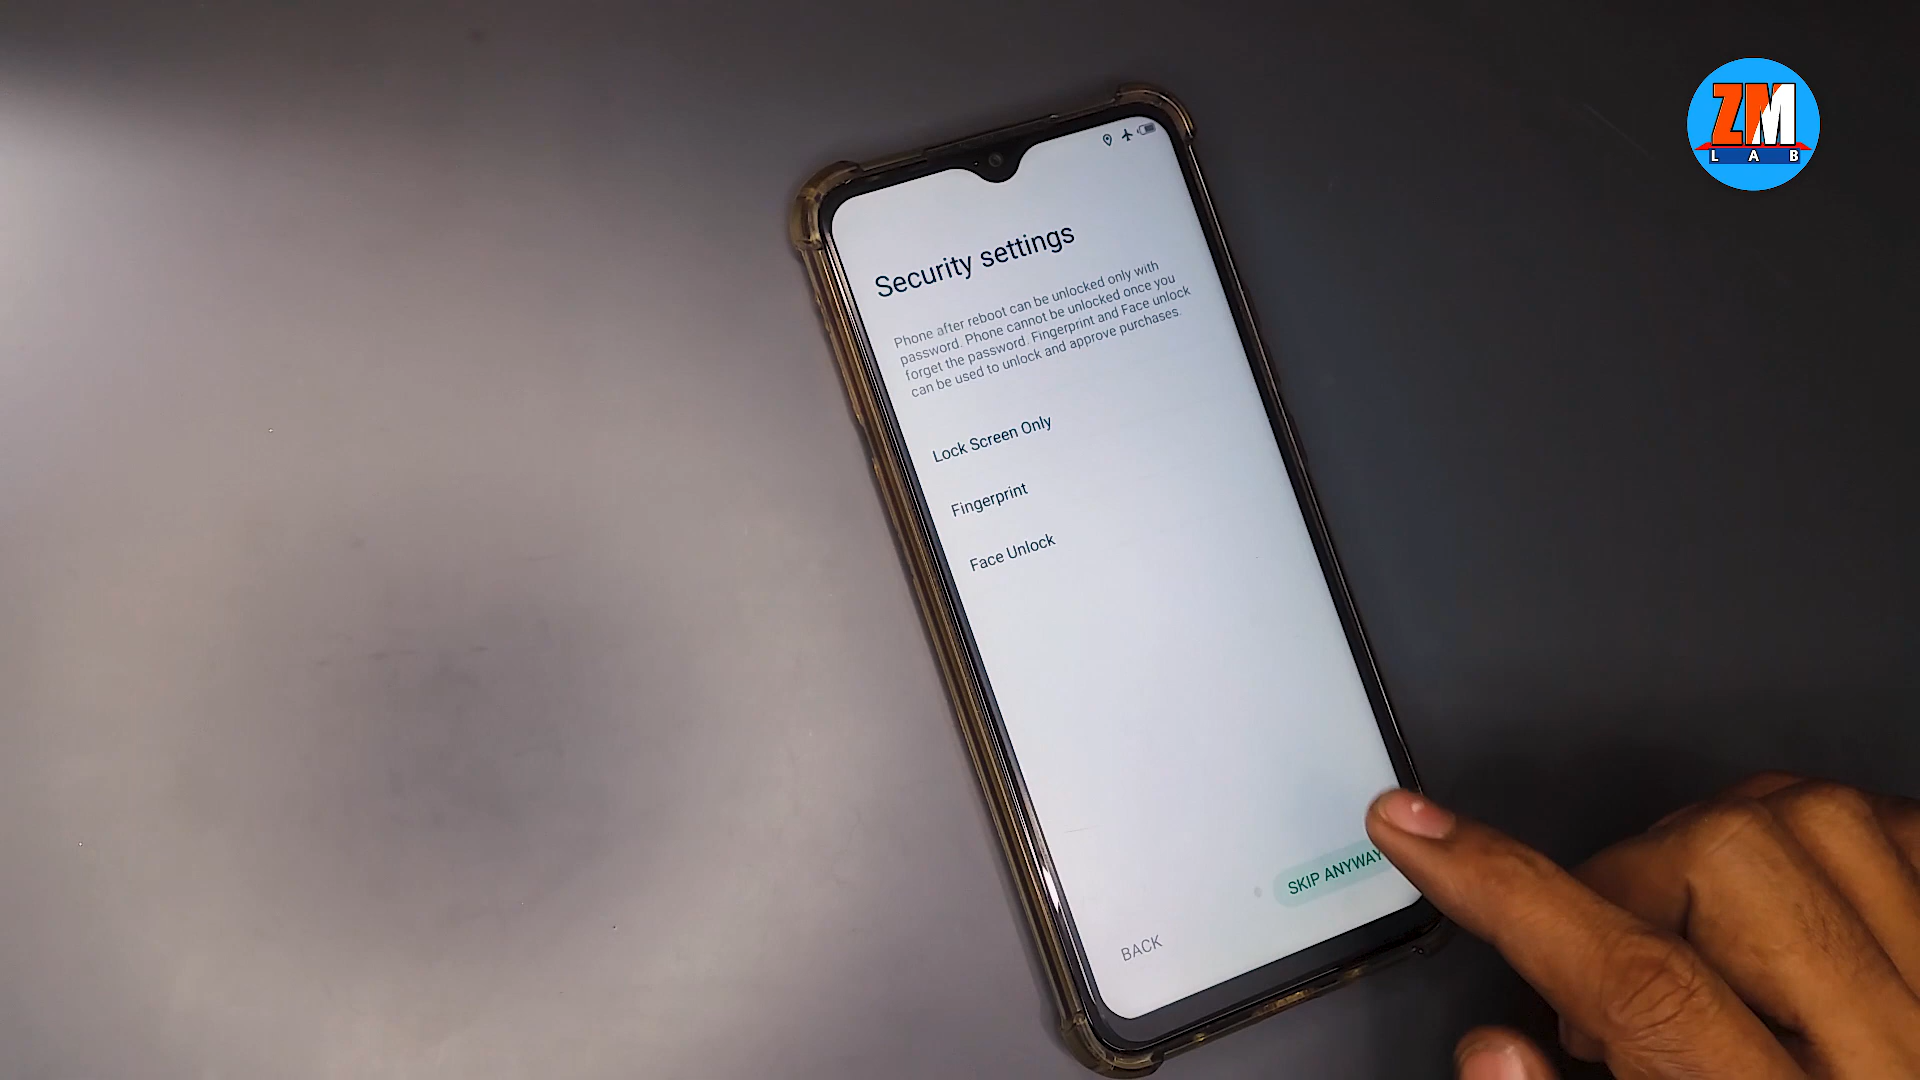 ZM
LAB
Security settings
Phone after reboot can be unlocked only with
password. Phone cannot be unlocked once you
forget the password. Fingerprint and Face unlock
can be used to unlock and approve purchases.
Lock Screen Only
Fingerprint
Face Unlock
SKIP ANYWAY
BACK